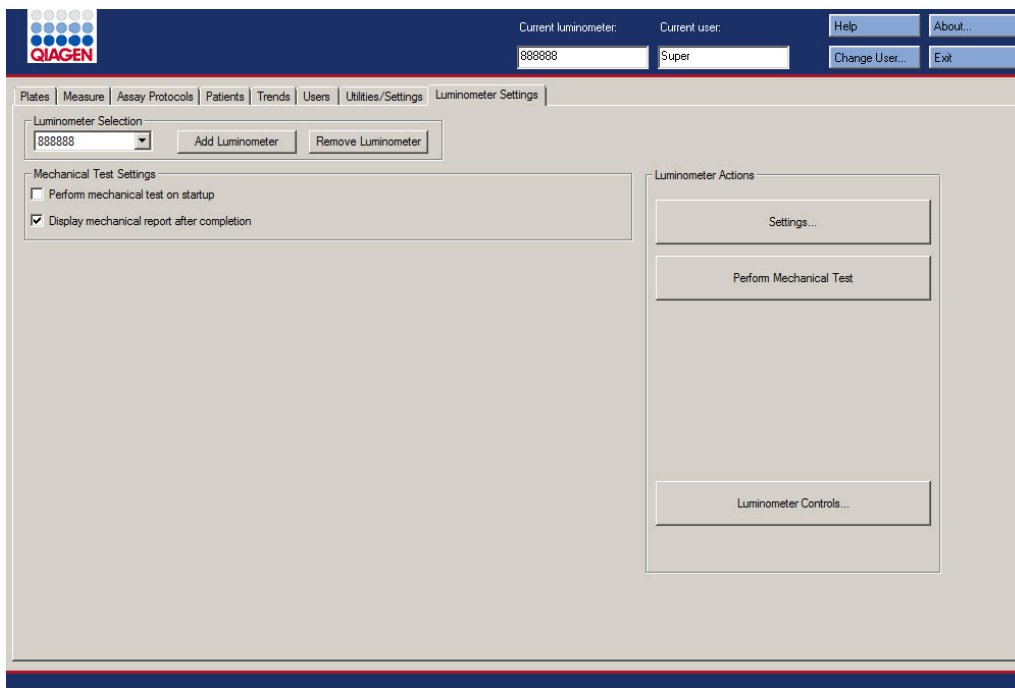 QIAGEN
Current luminometer:
Current user:
Help
About...
888888
Super
Change User...
Exit
Plates
Measure
Assay Protocols
Patients
Trends
Users
Utilities/Settings
Luminometer Settings
Luminometer Selection
888888
Add Luminometer
Remove Luminometer
Mechanical Test Settings
Perform mechanical test on startup
Display mechanical report after completion
Luminometer Actions
Settings...
Perform Mechanical Test
Luminometer Controls...